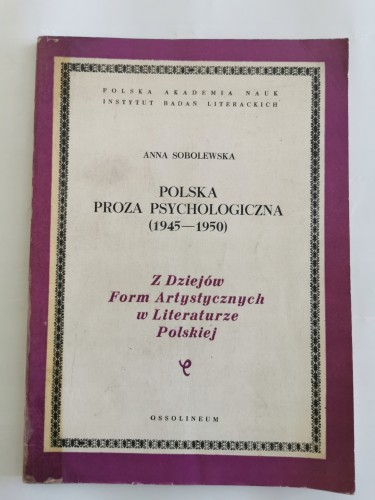 POLSKA AKADEMIA NAUK
INSTYTUT BADAŃ LITERACKICH
ANNA SOBOLEWSKA
POLSKA
PROZA PSYCHOLOGICZNA
(1945—1950)
Z Dziejów
Form Artystycznych
w Literaturze
Polskiej
OSSOLINEUM